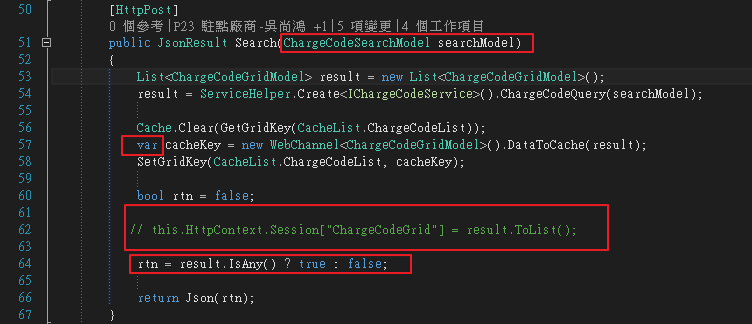 50 [HttpPost]
0 個參考|P23 駐點廠商-吳尚鴻 +1|5 項變更|4 個工作項目
51 public JsonResult Search(ChargeCodeSearchModel searchModel)
52 {
53 List<ChargeCodeGridModel> result = new List<ChargeCodeGridModel>();
54 result = ServiceHelper.Create<IChargeCodeService>().ChargeCodeQuery(searchModel);
55
56 Cache.Clear(GetGridKey(CacheList.ChargeCodeList));
57 var cacheKey = new WebChannel<ChargeCodeGridModel>().DataToCache(result);
58 SetGridKey(CacheList.ChargeCodeList, cacheKey);
59
60 bool rtn = false;
61
62 // this.HttpContext.Session["ChargeCodeGrid"] = result.ToList();
63
64 rtn = result.IsAny() ? true : false;
65
66 return Json(rtn);
67 }